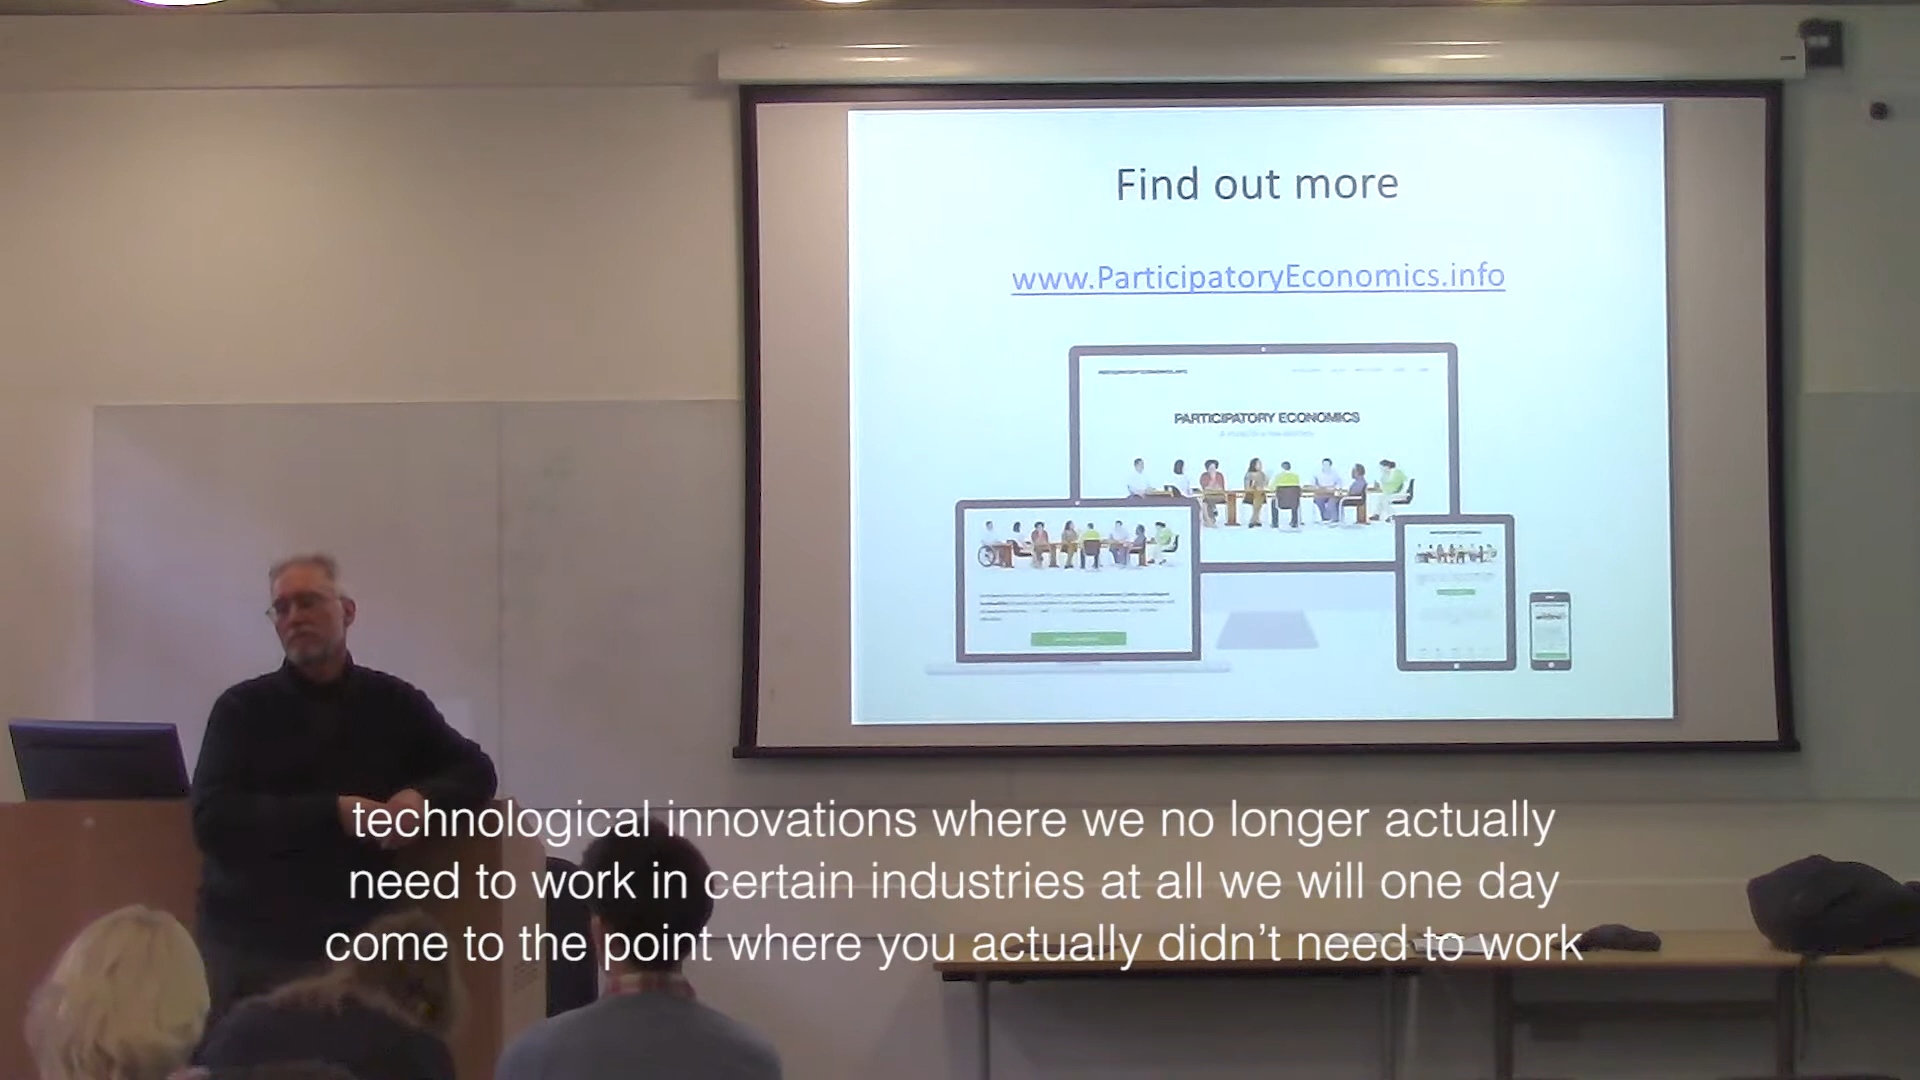 Find out more
www.ParticipatoryEconomics.info
PARTICIPATORY ECONOMICS
technological innovations where we no longer actually
need to work in certain industries at all we will one day
come to the point where you actually didn't need to work